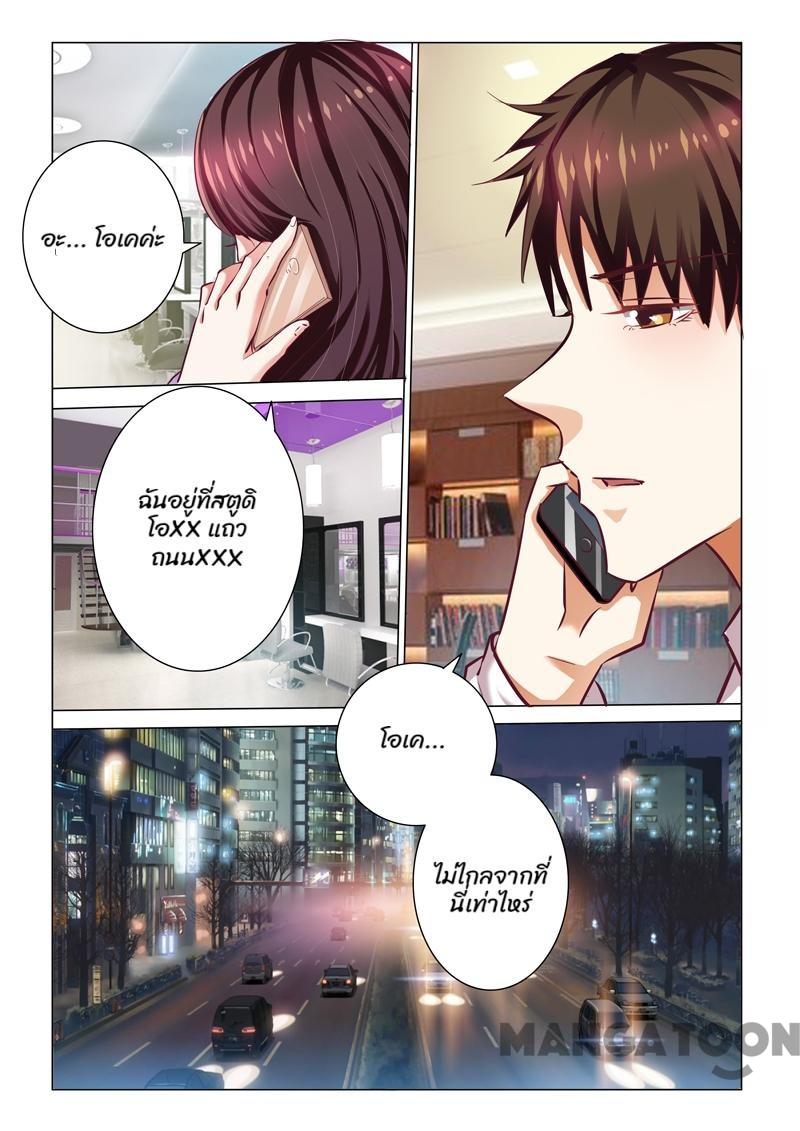 อะ... โอเคค่ะ
ฉันอยู่ที่สตูดิ
โอXX แถว
ถนนXXX
โอเค...
ไม่ไกลจากที่
นี่เท่าไหร่
MANGATOON